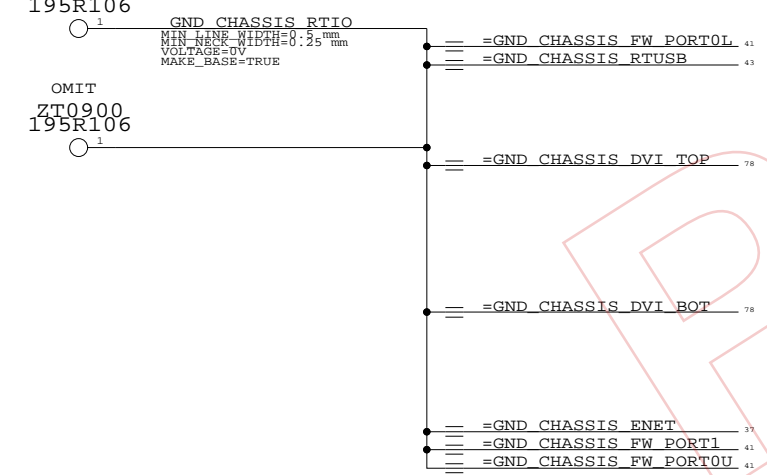 195R106
1
GND_CHASSIS_RTIO
MIN_LINE_WIDTH=0.5 mm
MIN_NECK_WIDTH=0.25 mm
VOLTAGE=0V
MAKE_BASE=TRUE
=GND_CHASSIS_FW_PORT0L 41
=GND_CHASSIS_RTUSB 43
OMIT
ZT0900
195R106
1
=GND_CHASSIS_DVI_TOP 78
=GND_CHASSIS_DVI_BOT 78
=GND_CHASSIS_ENET 37
=GND_CHASSIS_FW_PORT1 41
=GND_CHASSIS_FW_PORT0U 41